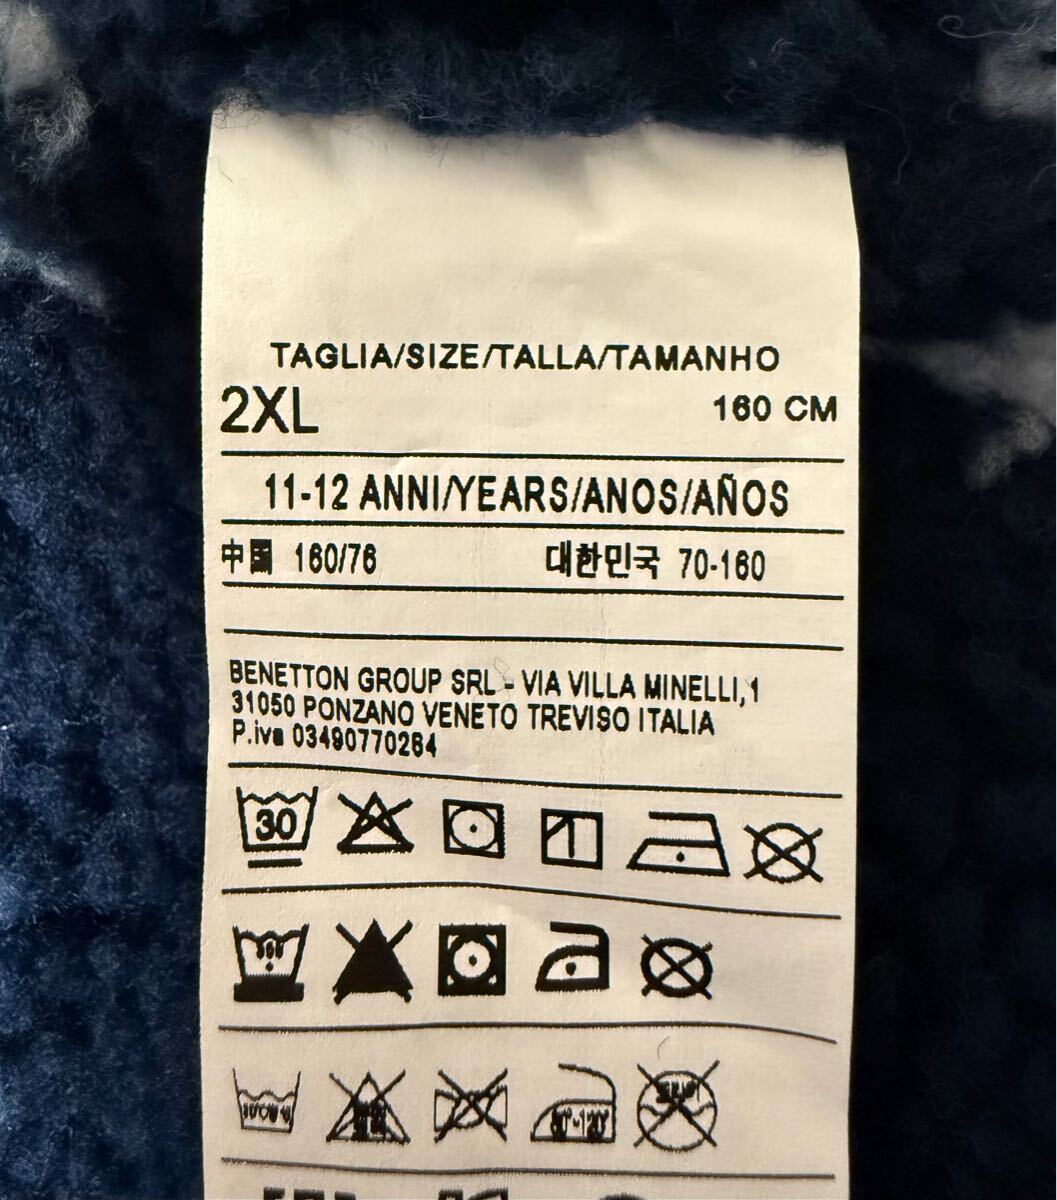 TAGLIA/SIZE/TALLA/TAMANHO
2XL 160 CM
11-12 ANNI/YEARS/ANOS/AÑOS
中国 160/76 대한민국 70-160
BENETTON GROUP SRL - VIA VILLA MINELLI,1
31050 PONZANO VENETO TREVISO ITALIA
P.iva 03490770264
30